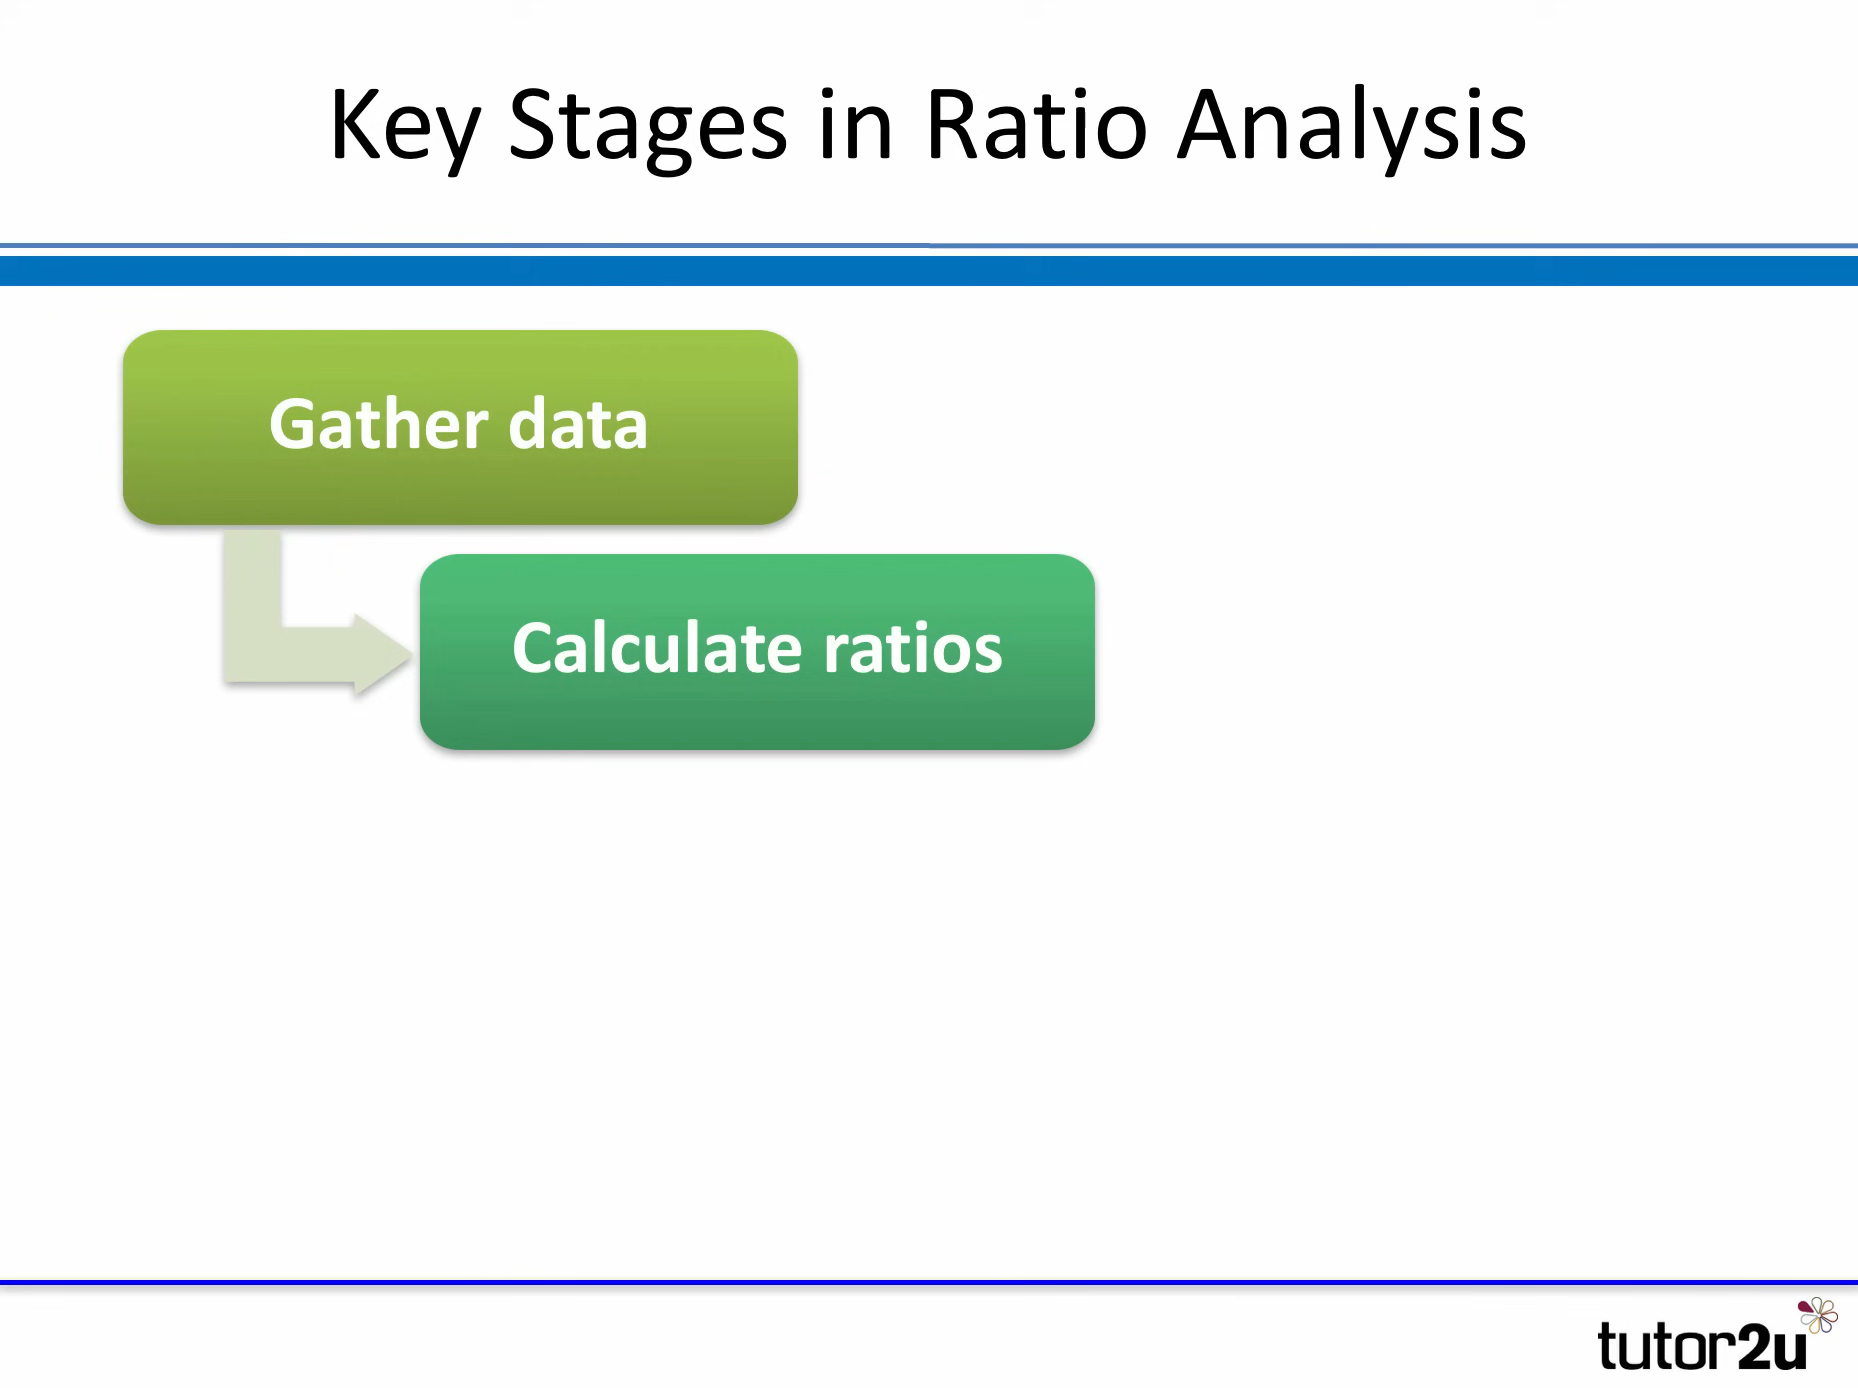 Key Stages in Ratio Analysis
Gather data
Calculate ratios
tutor2u